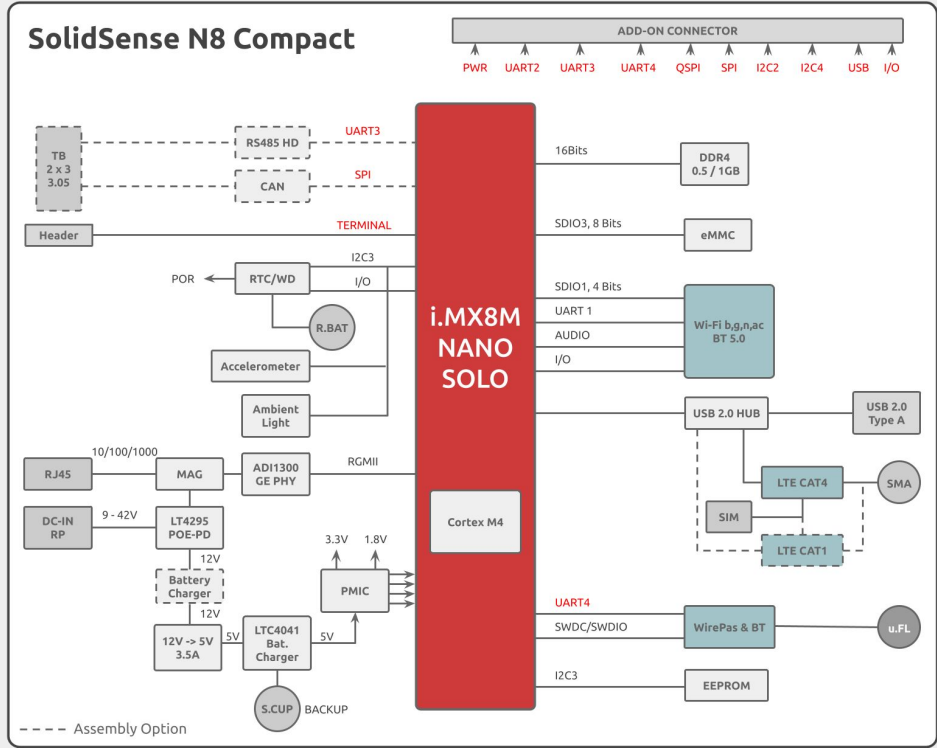 SolidSense N8 Compact
ADD-ON CONNECTOR
PWR UART2 UART3 UART4 QSPI SPI I2C2 I2C4 USB I/O
TB
2 x 3
3.05
RS485 HD
UART3
CAN
SPI
Header
TERMINAL
POR
RTC/WD
I2C3
I/O
R.BAT
Accelerometer
Ambient
Light
RJ45
10/100/1000
MAG
ADI1300
GE PHY
RGMII
DC-IN
RP
9 - 42V
LT4295
POE-PD
12V
Battery
Charger
12V
12V -> 5V
3.5A
5V
LTC4041
Bat.
Charger
5V
S.CUP
BACKUP
3.3V
1.8V
PMIC
i.MX8M
NANO
SOLO
Cortex M4
16Bits
DDR4
0.5 / 1GB
SDIO3, 8 Bits
eMMC
SDIO1, 4 Bits
UART 1
AUDIO
I/O
Wi-Fi b,g,n,ac
BT 5.0
USB 2.0 HUB
USB 2.0
Type A
LTE CAT4
SMA
SIM
LTE CAT1
UART4
SWDC/SWDIO
WirePas & BT
u.FL
I2C3
EEPROM
---- Assembly Option